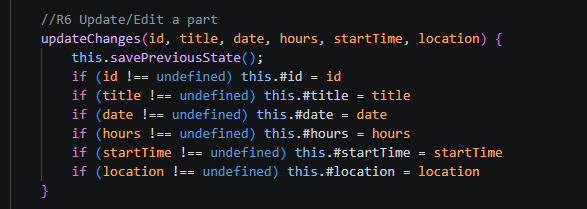 //R6 Update/Edit a part
updateChanges(id, title, date, hours, startTime, location) {
this.savePreviousState();
if (id !== undefined) this.#id = id
if (title !== undefined) this.#title = title
if (date !== undefined) this.#date = date
if (hours !== undefined) this.#hours = hours
if (startTime !== undefined) this.#startTime = startTime
if (location !== undefined) this.#location = location
}